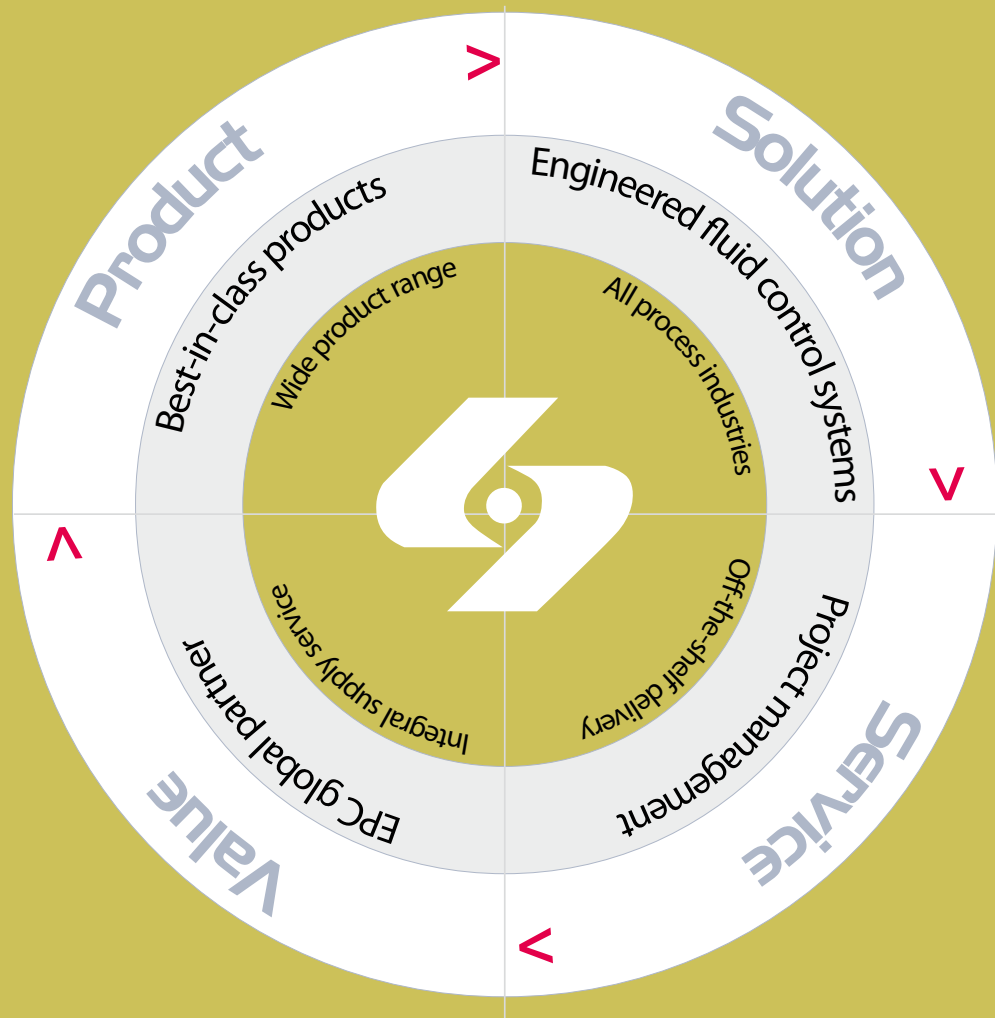 Product
Solution
Service
Value
Best-in-class products
Engineered fluid control systems
Project management
EPC global partner
Wide product range
All process industries
Off-the-shelf delivery
Integral supply service